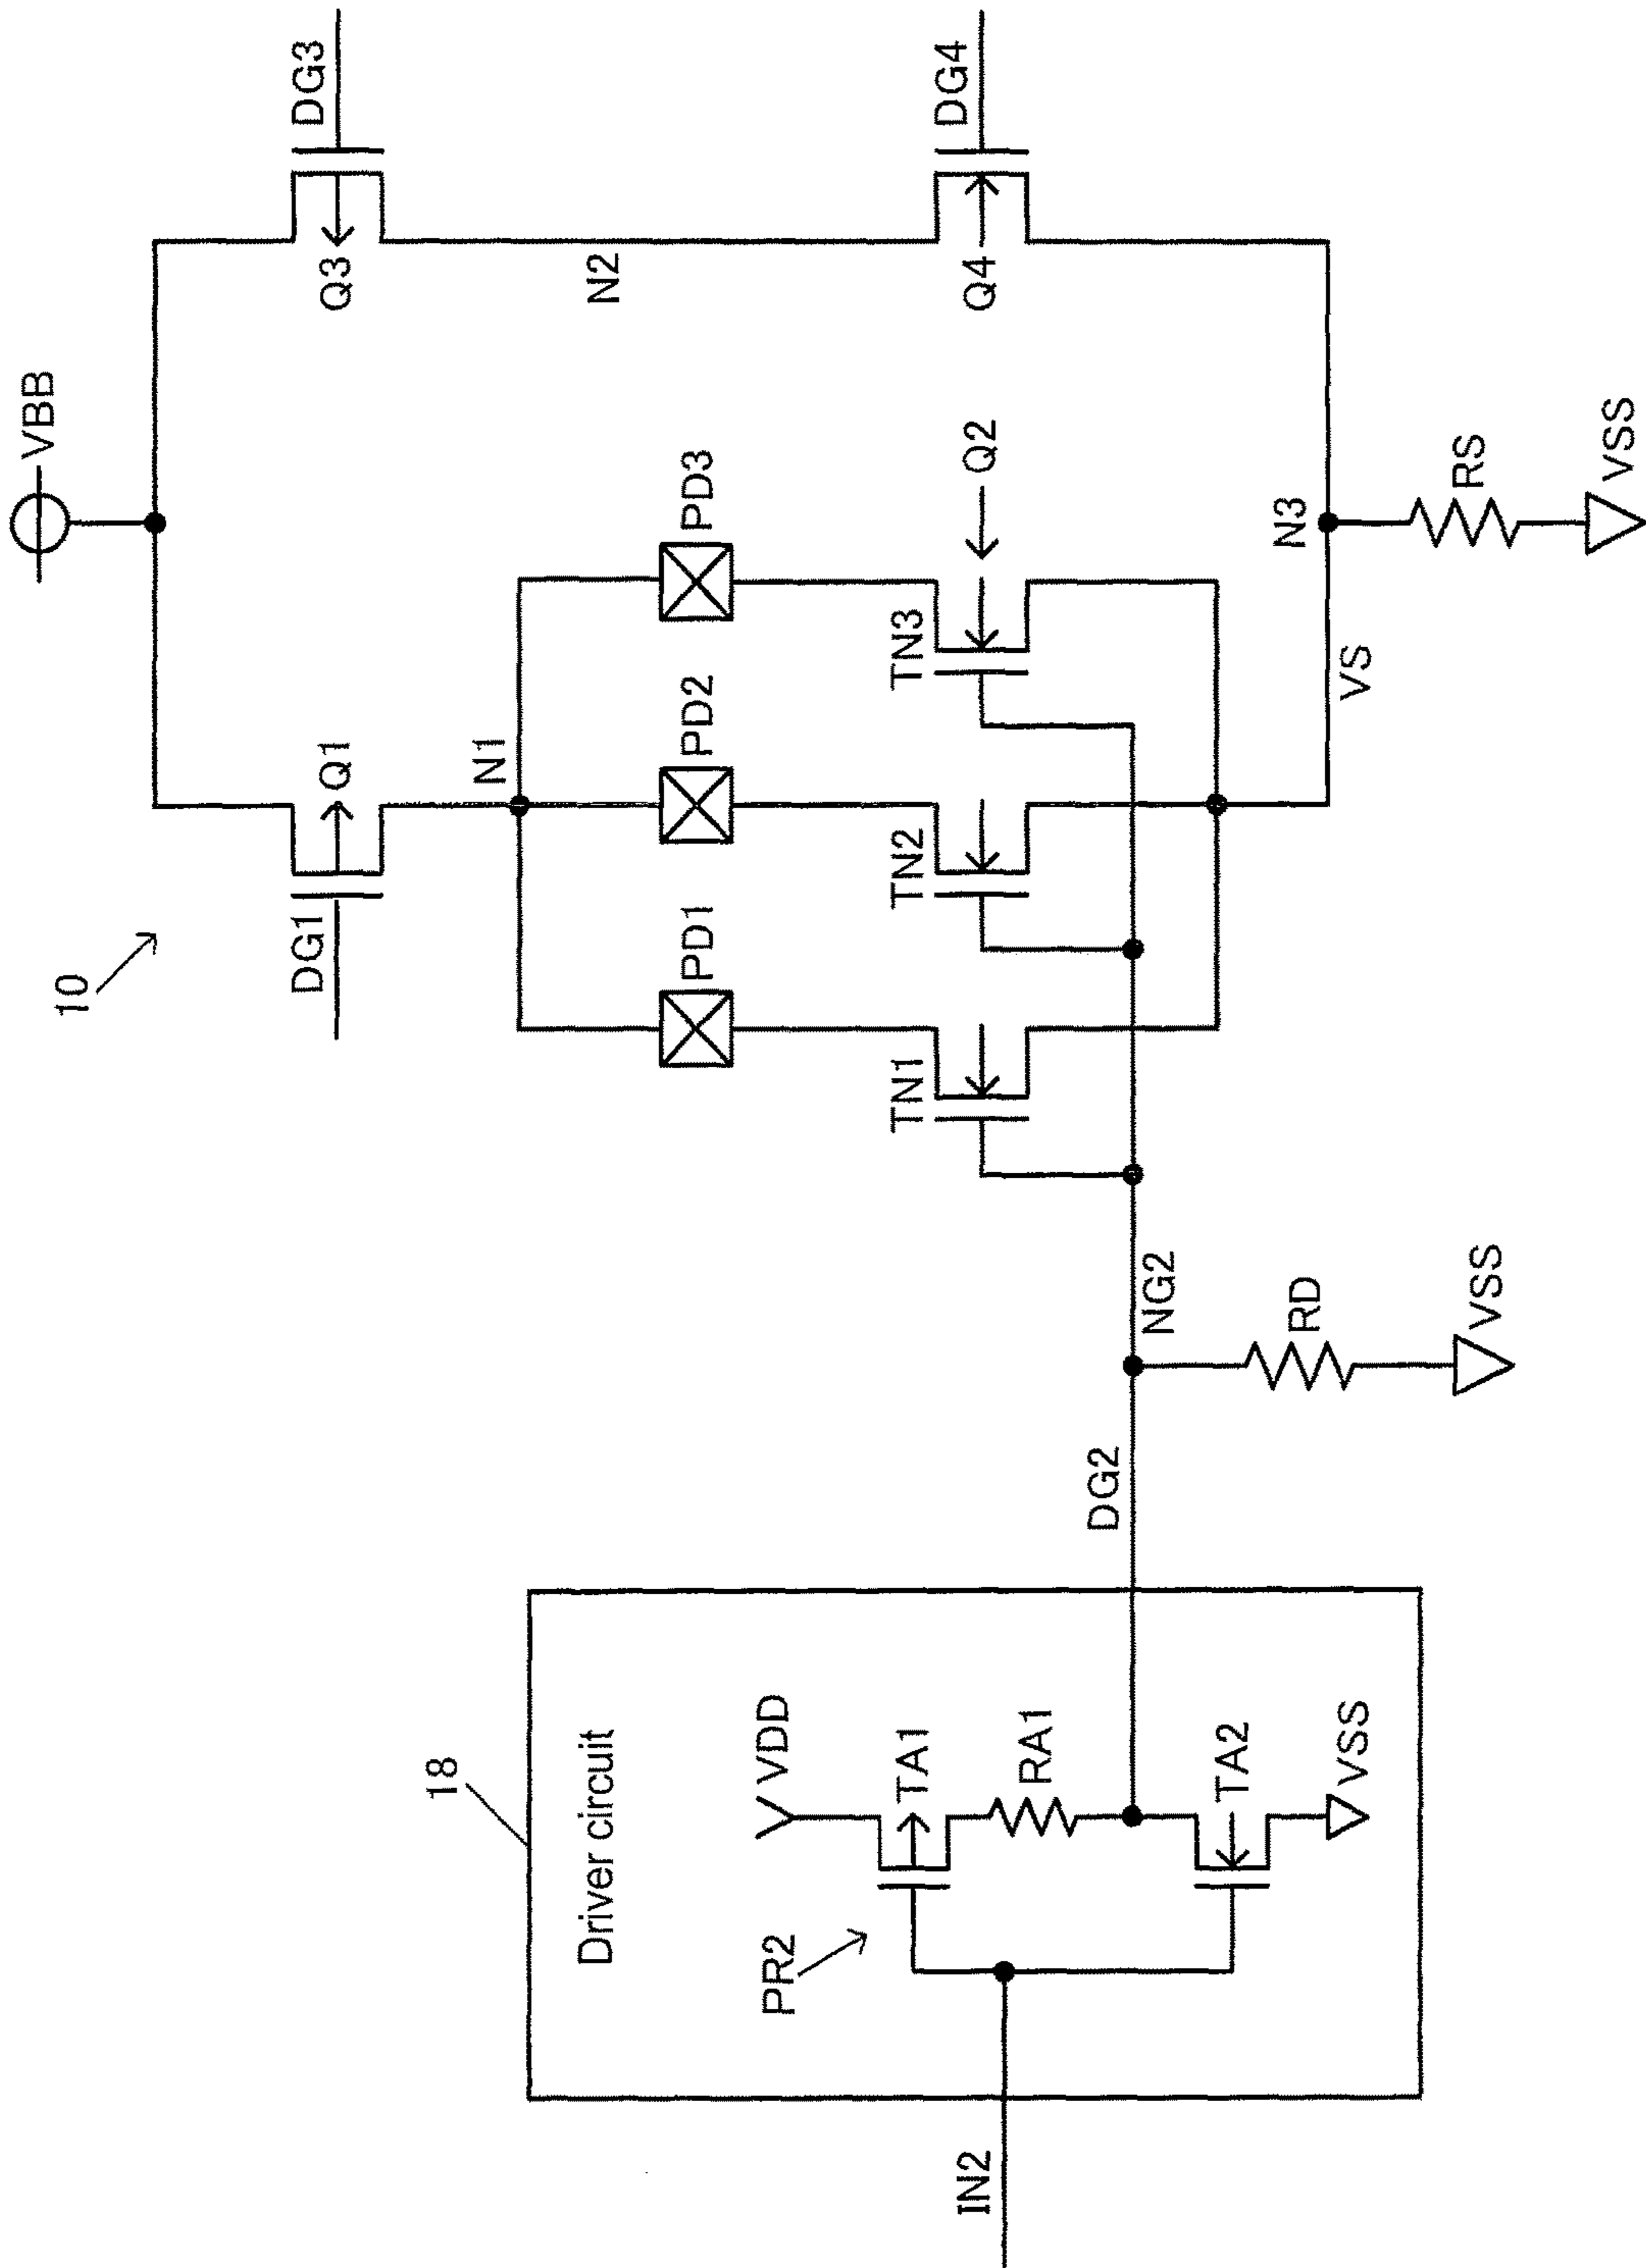 VBB
10
DG1
Q1
Q3
DG3
N1
N2
PD1
PD2
PD3
TN1
TN2
TN3
Q2
Q4
DG4
18
Driver circuit
VDD
PR2
TA1
RA1
IN2
TA2
VSS
DG2
NG2
RD
VSS
N3
VS
RS
VSS